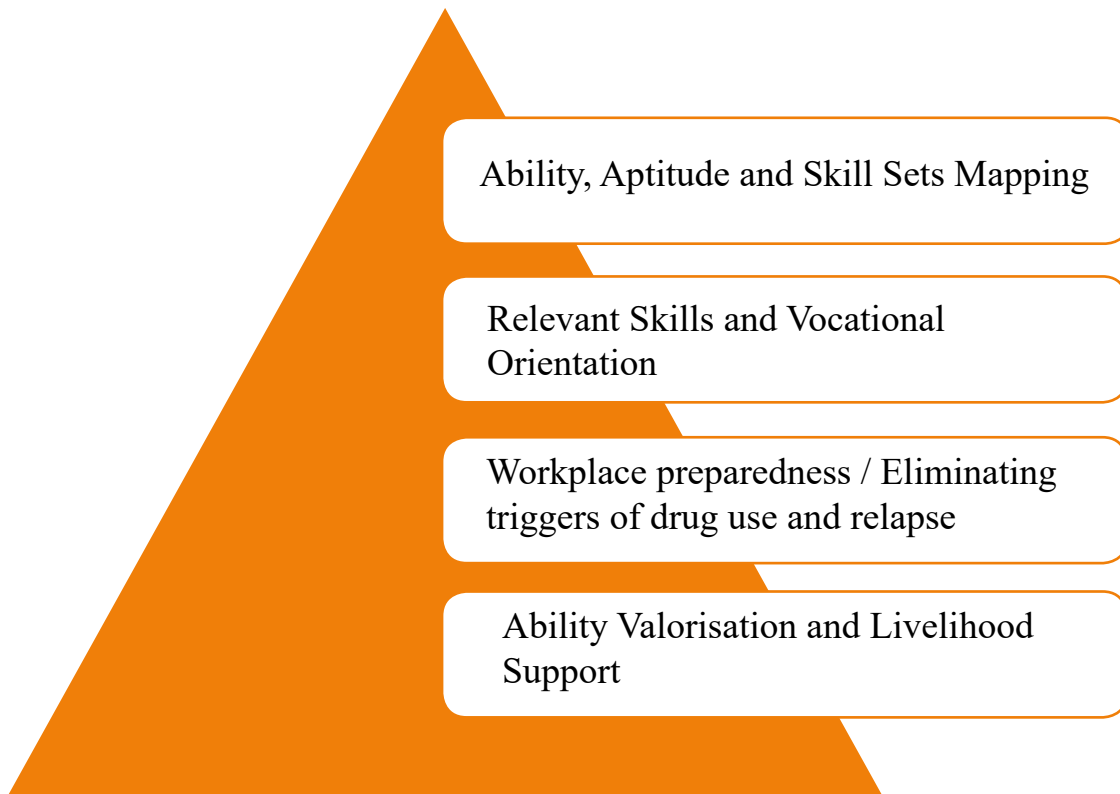 Ability, Aptitude and Skill Sets Mapping
Relevant Skills and Vocational
Orientation
Workplace preparedness / Eliminating
triggers of drug use and relapse
Ability Valorisation and Livelihood
Support